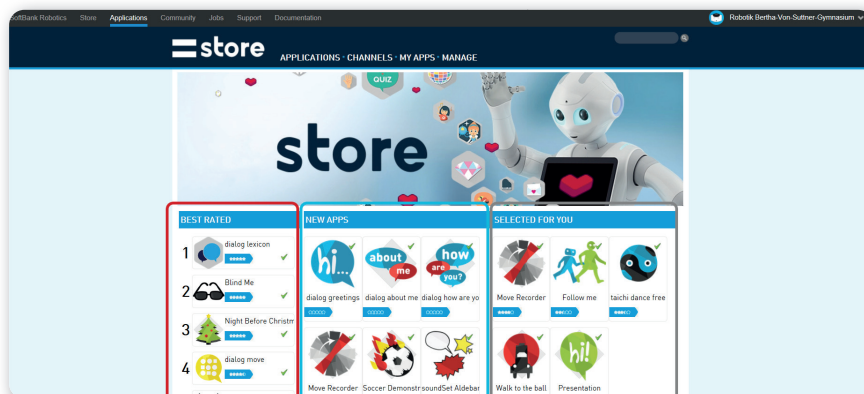 SoftBank Robotics Store Applications Community Jobs Support Documentation
Robotik Bertha-Von-Suttner-Gymnasium
store
APPLICATIONS · CHANNELS · MY APPS · MANAGE
QUIZ
store
BEST RATED
1 dialog lexicon
2 Blind Me
3 Night Before Christm
4 dialog move
NEW APPS
hi...
about me
how are you?
dialog greetings dialog about me dialog how are yo
Move Recorder Soccer Demonstr soundSet Aldebar
SELECTED FOR YOU
Move Recorder Follow me taichi dance free
hi!
Walk to the ball Presentation